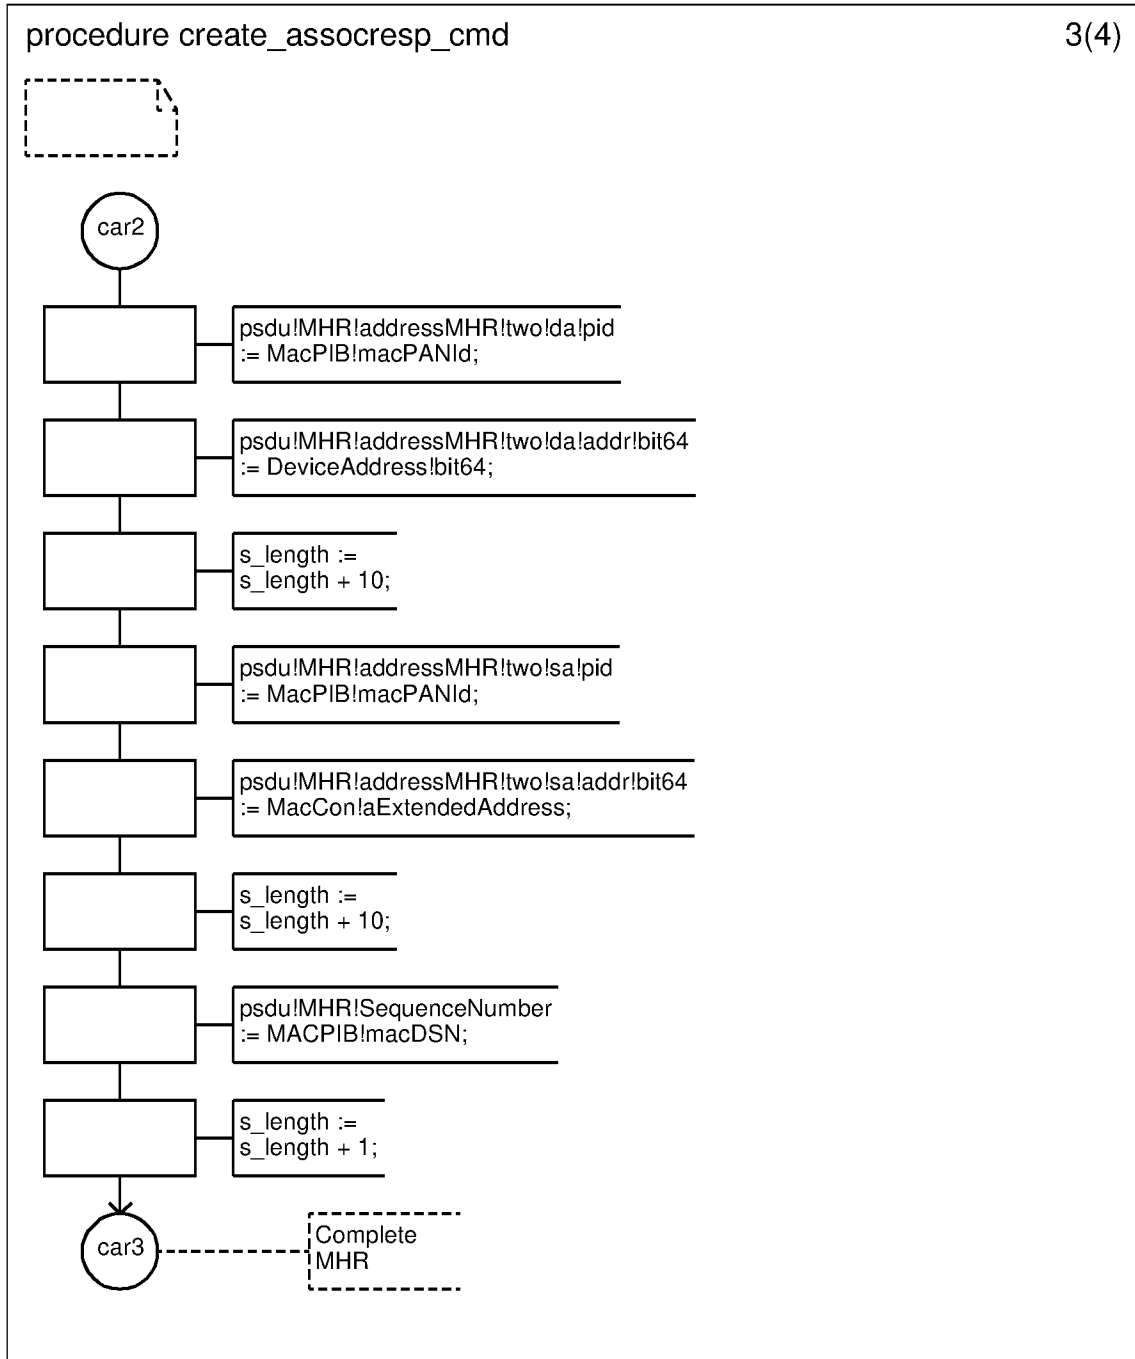 procedure create_assocresp_cmd
3(4)
car2
psdu!MHR!addressMHR!two!da!pid
:= MacPIB!macPANId;
psdu!MHR!addressMHR!two!da!addr!bit64
:= DeviceAddress!bit64;
s_length :=
s_length + 10;
psdu!MHR!addressMHR!two!sa!pid
:= MacPIB!macPANId;
psdu!MHR!addressMHR!two!sa!addr!bit64
:= MacCon!aExtendedAddress;
s_length :=
s_length + 10;
psdu!MHR!SequenceNumber
:= MACPIB!macDSN;
s_length :=
s_length + 1;
car3
Complete
MHR